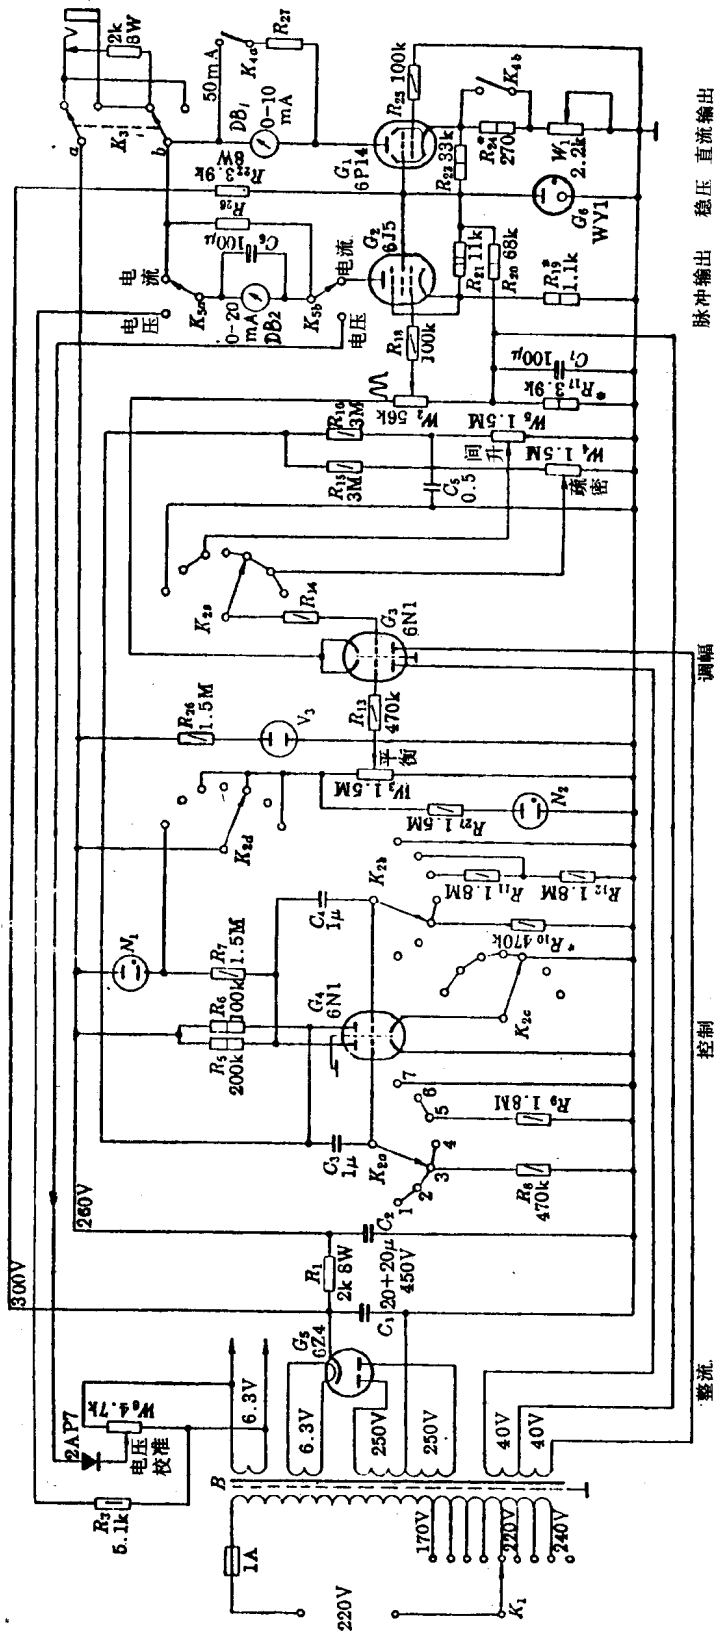 220V
K₁
1A
B
170V
220V
240V
R₃
5.1k
2AP7
W₆ 4.7k
电压
校准
6.3V
6.3V
250V
250V
40V
40V
G₅
6Z4
300V
260V
R₁
2k 8W
C₁ 20+20μ
450V
C₂
C₃
1μ
K₂ₐ
1
2
3
4
5
6
7
R₈
470k
R₉ 1.8M
R₅
200k
R₆
100k
R₇
1.5M
N₁
G₄
6N1
C₄
1μ
K₂b
K₂c
*R₁₀ 470k
R₁₁ 1.8M
R₁₂ 1.8M
K₂d
R₂₇ 1.5M
N₂
W₃ 1.5M
平衡
R₂₆
1.5M
V₃
R₁₃
470k
G₃
6N1
R₁₄
K₂ₑ
R₁₅
3M
R₁₆
3M
C₅
0.5
疏密
W₄ 1.5M
间升
W₅ 1.5M
W₂ 56k
R₁₇ 3.9k
*
C₇
100μ
R₁₈
100k
电压
电流
K₅ₐ
0-20
mA
DB₂
C₆
100μ
R₂₈
K₅b
电压
电流
G₂
6J5
R₂₁ 11k
R₂₀ 68k
R₁₉*
1.1k
R₂₂ 3.9k
8W
G₆
WY1
G₁
6P14
R₂₃ 33k
R₂₄*
270
W₁
2.2k
K₄b
R₂₅ 100k
DB₁
0-10
mA
50mA
K₄ₐ
R₂₇
K₃
a
b
2k
8W
V
整流
控制
调幅
脉冲输出
稳压
直流输出